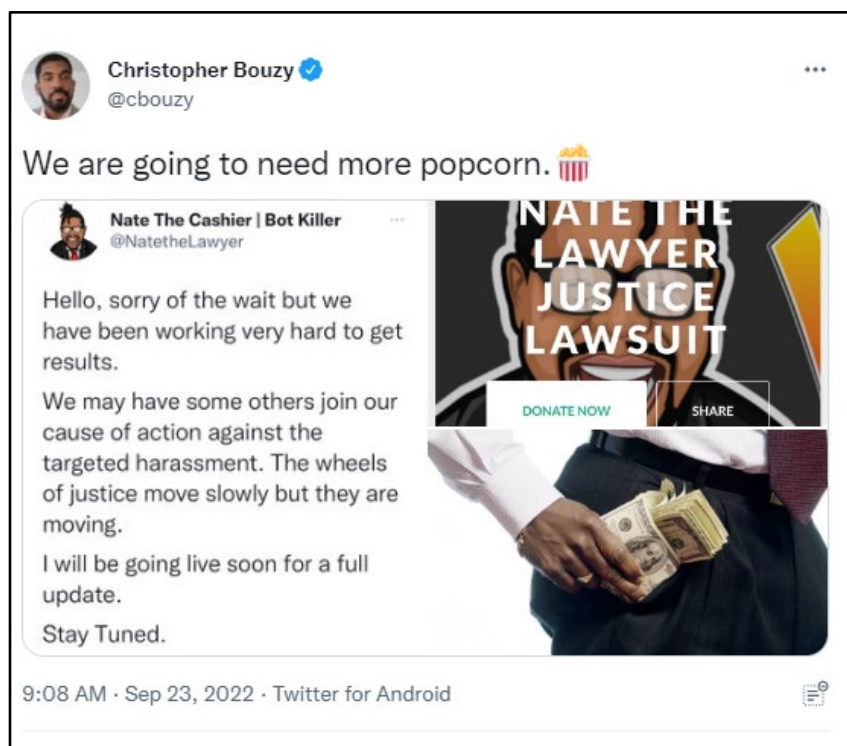 Christopher Bouzy
@cbouzy
We are going to need more popcorn.🍿
Nate The Cashier | Bot Killer
@NatetheLawyer
Hello, sorry of the wait but we
have been working very hard to get
results.
We may have some others join our
cause of action against the
targeted harassment. The wheels
of justice move slowly but they are
moving.
I will be going live soon for a full
update.
Stay Tuned.
NATE THE
LAWYER
JUSTICE
LAWSUIT
DONATE NOW
SHARE
9:08 AM · Sep 23, 2022 · Twitter for Android